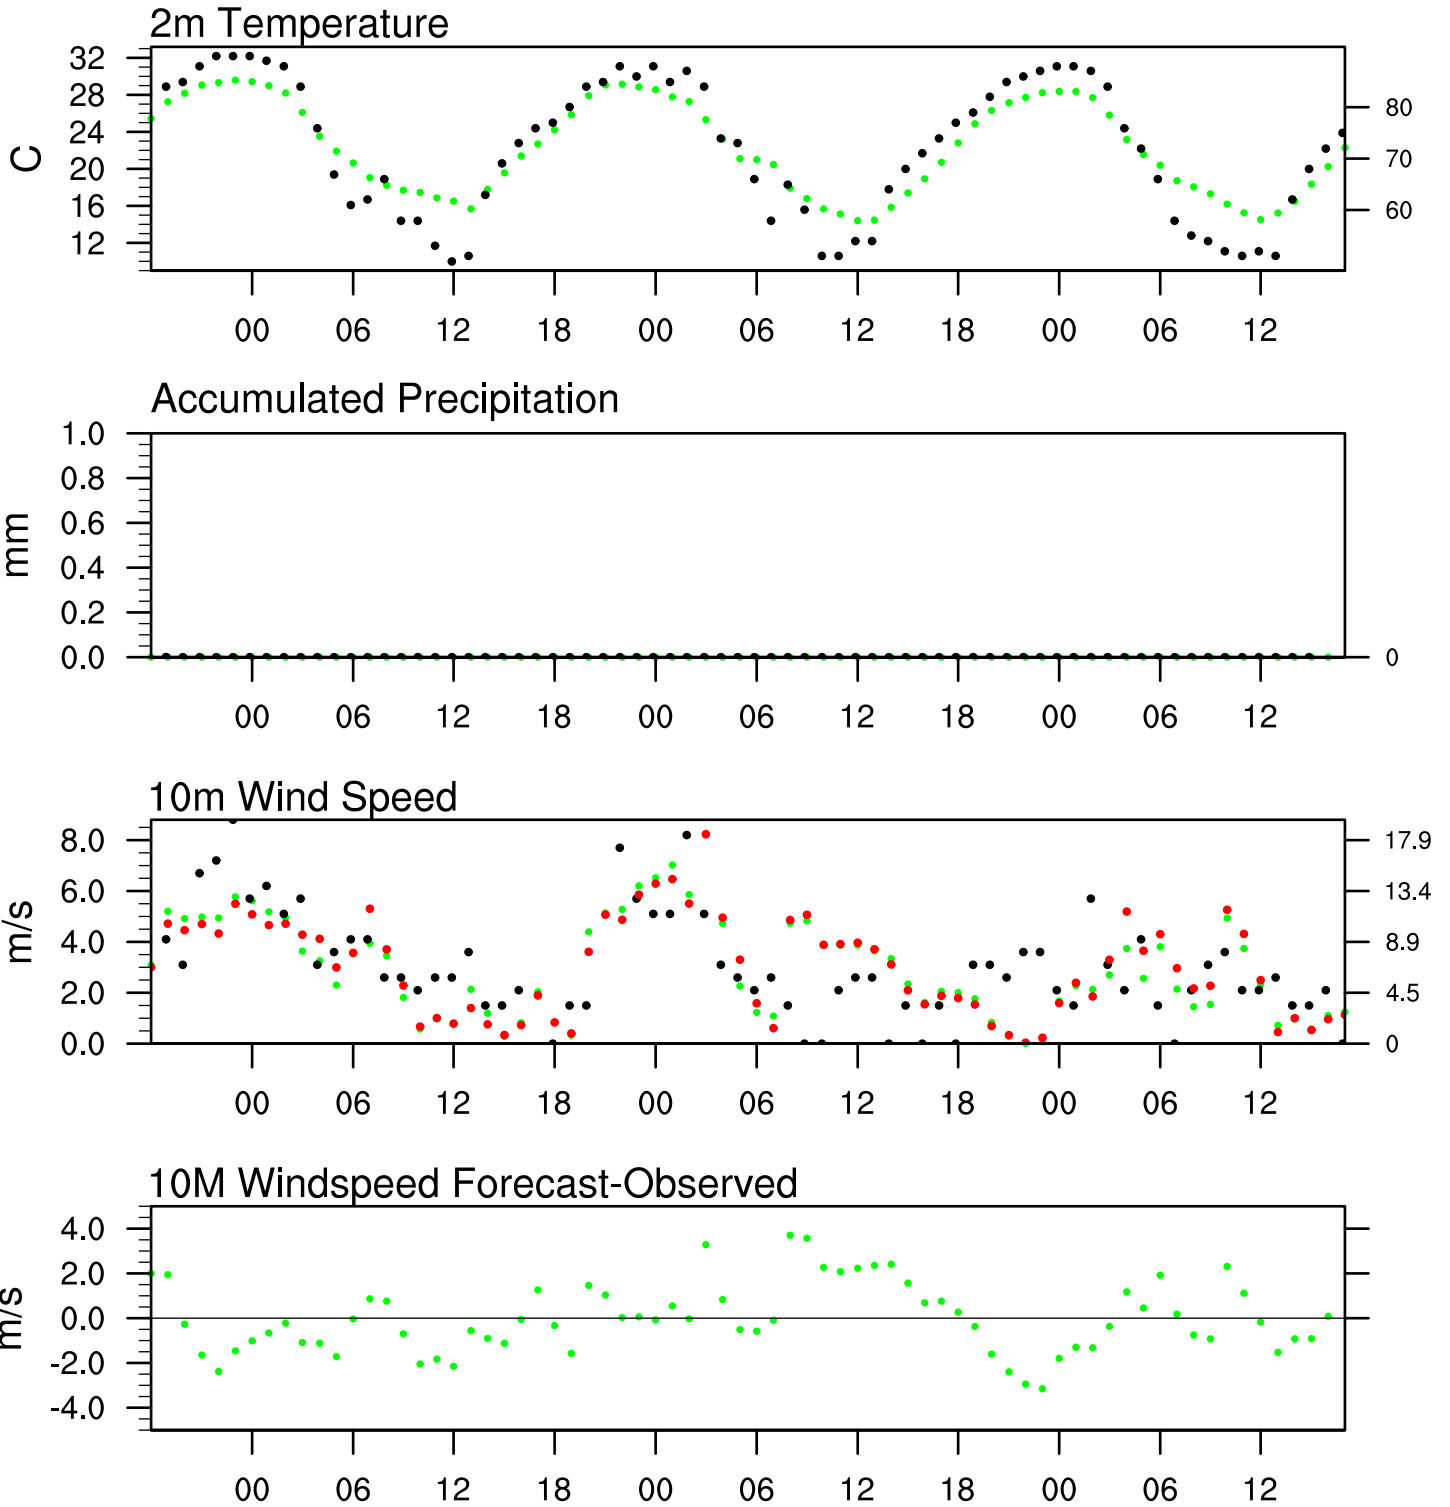 2m Temperature
32
28
24
20
16
12
C
80
70
60
00 06 12 18 00 06 12 18 00 06 12
Accumulated Precipitation
1.0
0.8
0.6
0.4
0.2
0.0
mm
0
00 06 12 18 00 06 12 18 00 06 12
10m Wind Speed
8.0
6.0
4.0
2.0
0.0
m/s
17.9
13.4
8.9
4.5
0
00 06 12 18 00 06 12 18 00 06 12
10M Windspeed Forecast-Observed
4.0
2.0
0.0
-2.0
-4.0
m/s
00 06 12 18 00 06 12 18 00 06 12